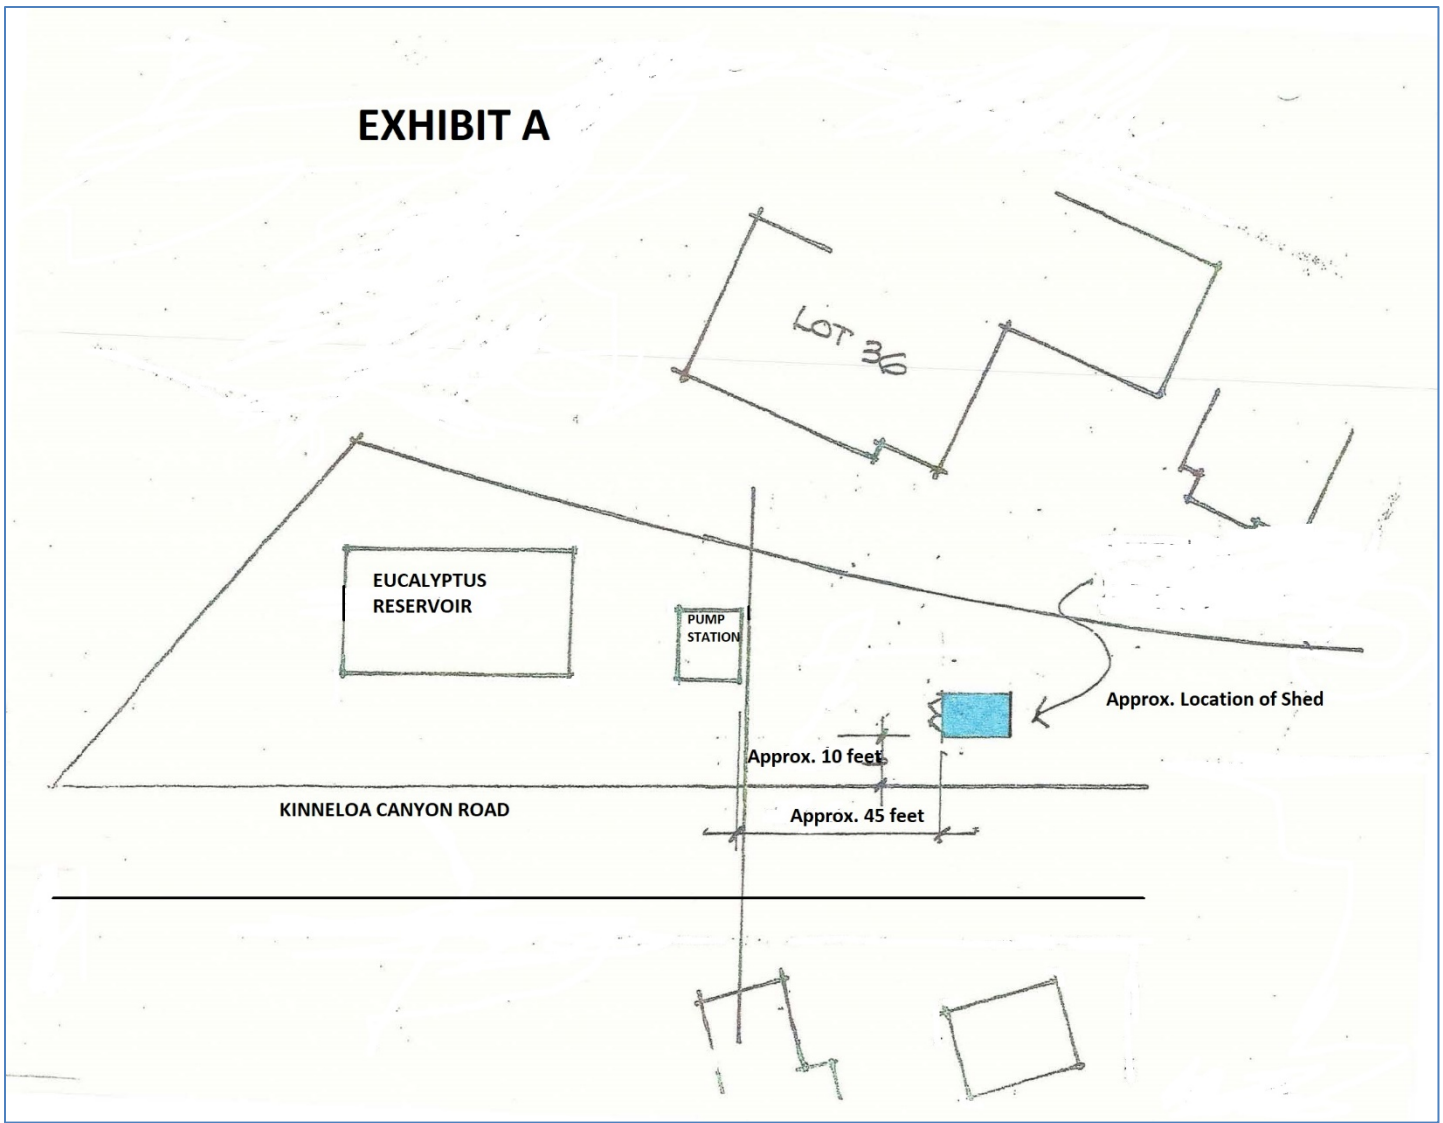 EXHIBIT A
LOT 36
EUCALYPTUS
RESERVOIR
PUMP
STATION
Approx. Location of Shed
Approx. 10 feet
KINNELOA CANYON ROAD
Approx. 45 feet